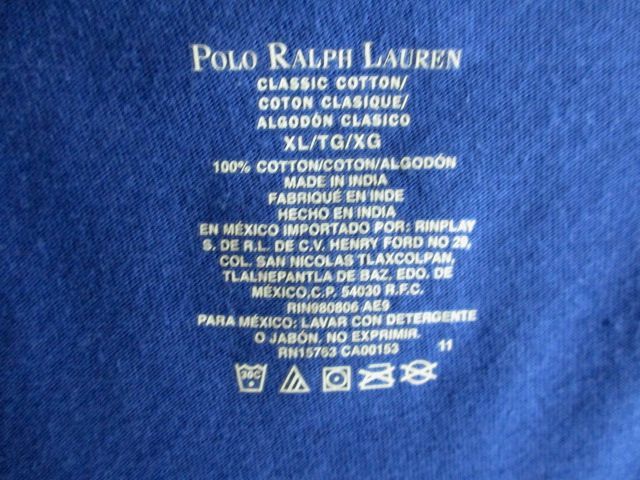 POLO RALPH LAUREN
CLASSIC COTTON/
COTON CLASIQUE/
ALGODÓN CLASICO
XL/TG/XG
100% COTTON/COTON/ALGODÓN
MADE IN INDIA
FABRIQUÉ EN INDE
HECHO EN INDIA
EN MÉXICO IMPORTADO POR: RINPLAY
S. DE R.L. DE C.V. HENRY FORD NO 29,
COL. SAN NICOLAS TLAXCOLPAN,
TLALNEPANTLA DE BAZ, EDO. DE
MÉXICO,C.P. 54030 R.F.C.
RIN980806 AE9
PARA MÉXICO: LAVAR CON DETERGENTE
O JABÓN. NO EXPRIMIR.
RN15763 CA00153 11
30C